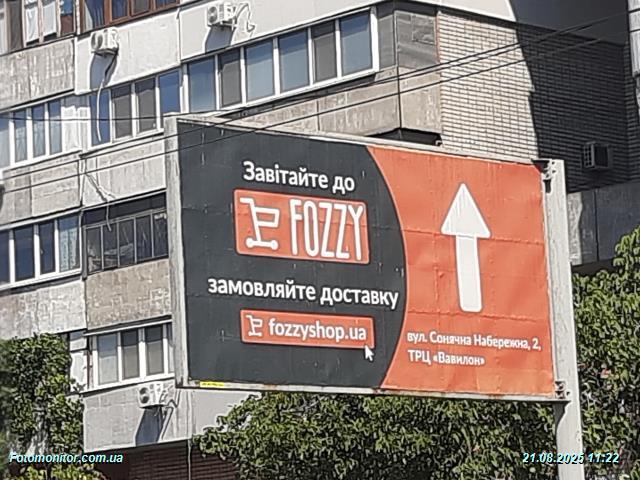 Завітайте до
FOZZY
замовляйте доставку
fozzyshop.ua
вул. Сонячна Набережна, 2,
ТРЦ «Вавилон»
Fotomonitor.com.ua
21.08.2025 11:22